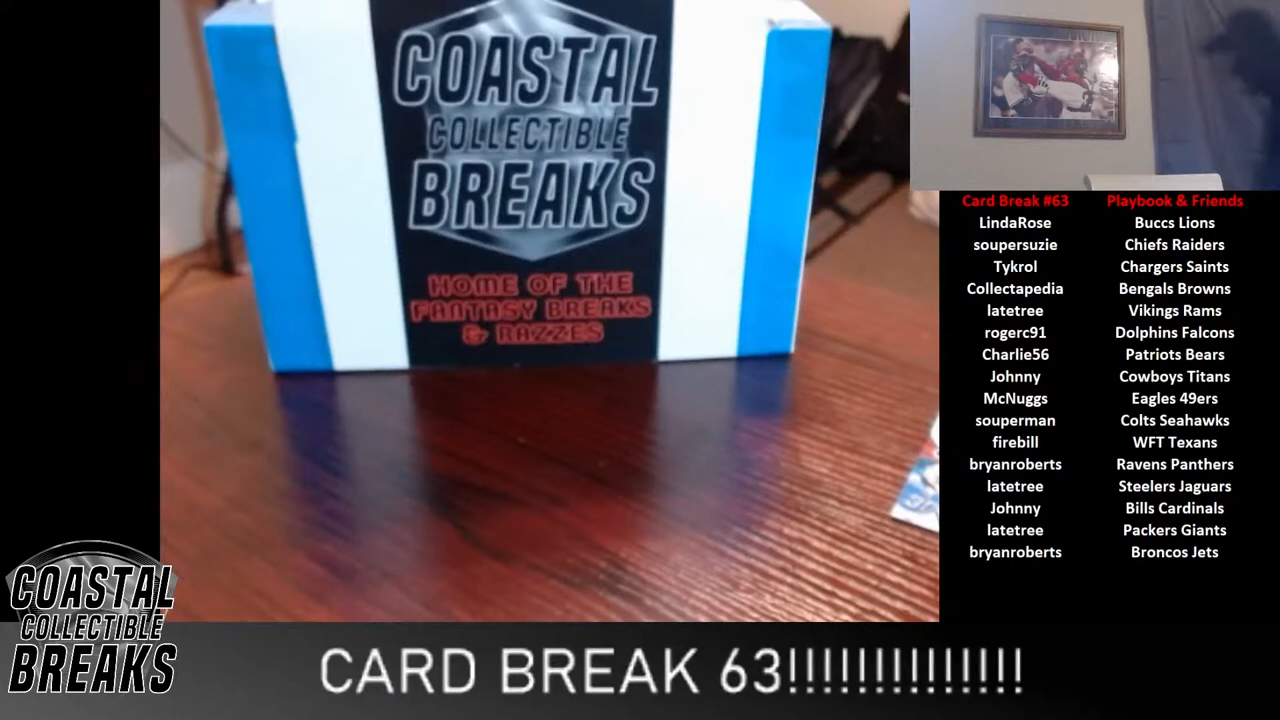 COASTAL
COLLECTIBLE
BREAKS
HOME OF THE
FANTASY BREAKS
& RAZZES
Card Break #63 Playbook & Friends
LindaRose Buccs Lions
soupersuzie Chiefs Raiders
Tykrol Chargers Saints
Collectapedia Bengals Browns
latetree Vikings Rams
rogerc91 Dolphins Falcons
Charlie56 Patriots Bears
Johnny Cowboys Titans
McNuggs Eagles 49ers
souperman Colts Seahawks
firebill WFT Texans
bryanroberts Ravens Panthers
latetree Steelers Jaguars
Johnny Bills Cardinals
latetree Packers Giants
bryanroberts Broncos Jets
COASTAL
COLLECTIBLE
BREAKS
CARD BREAK 63!!!!!!!!!!!!!!